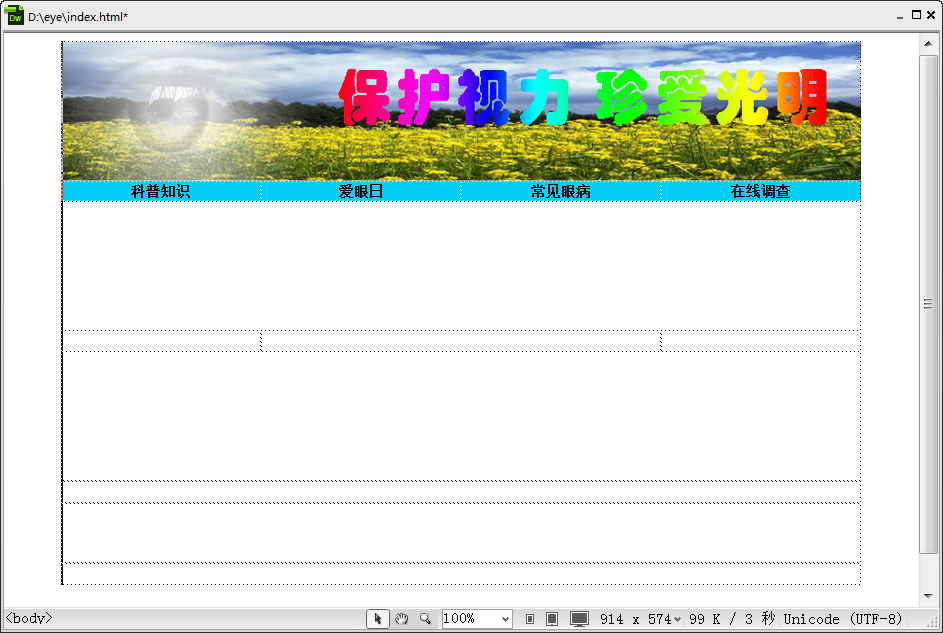 Dw D:\eye\index.html*
保护视力 珍爱光明
科普知识 爱眼日 常见眼病 在线调查
<body> 100% 914 x 574 99 K / 3 秒 Unicode (UTF-8)